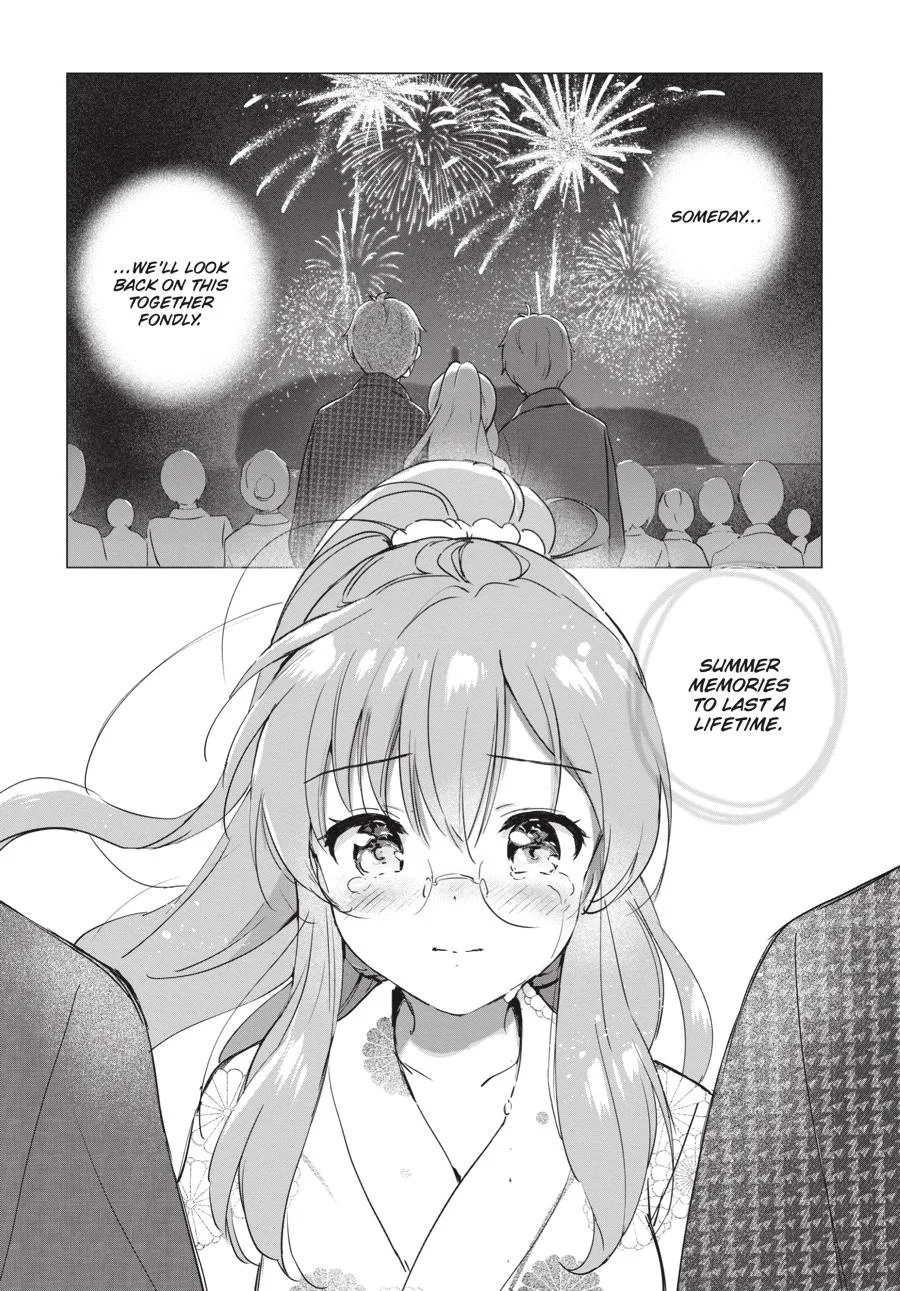 SOMEDAY...
...WE'LL LOOK
BACK ON THIS
TOGETHER
FONDLY.
SUMMER
MEMORIES
TO LAST A
LIFETIME.